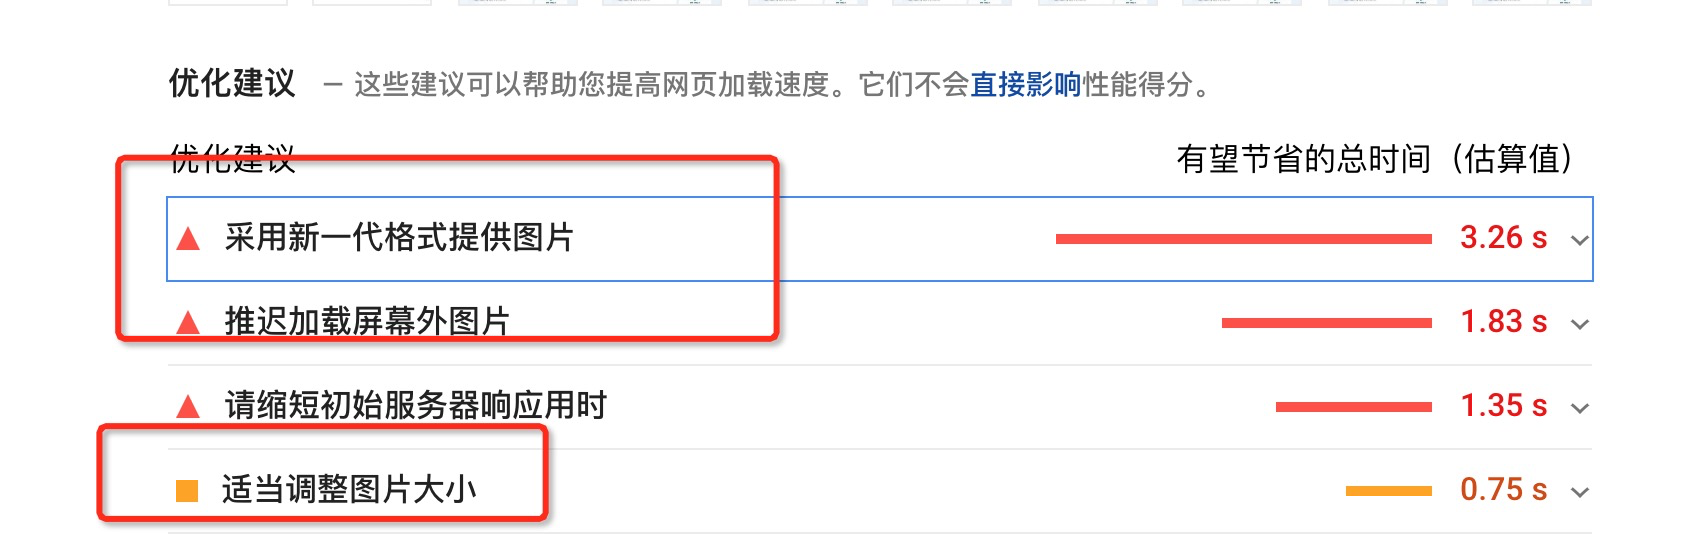 优化建议 — 这些建议可以帮助您提高网页加载速度。它们不会直接影响性能得分。
优化建议 有望节省的总时间（估算值）
采用新一代格式提供图片 3.26 s
推迟加载屏幕外图片 1.83 s
请缩短初始服务器响应用时 1.35 s
适当调整图片大小 0.75 s